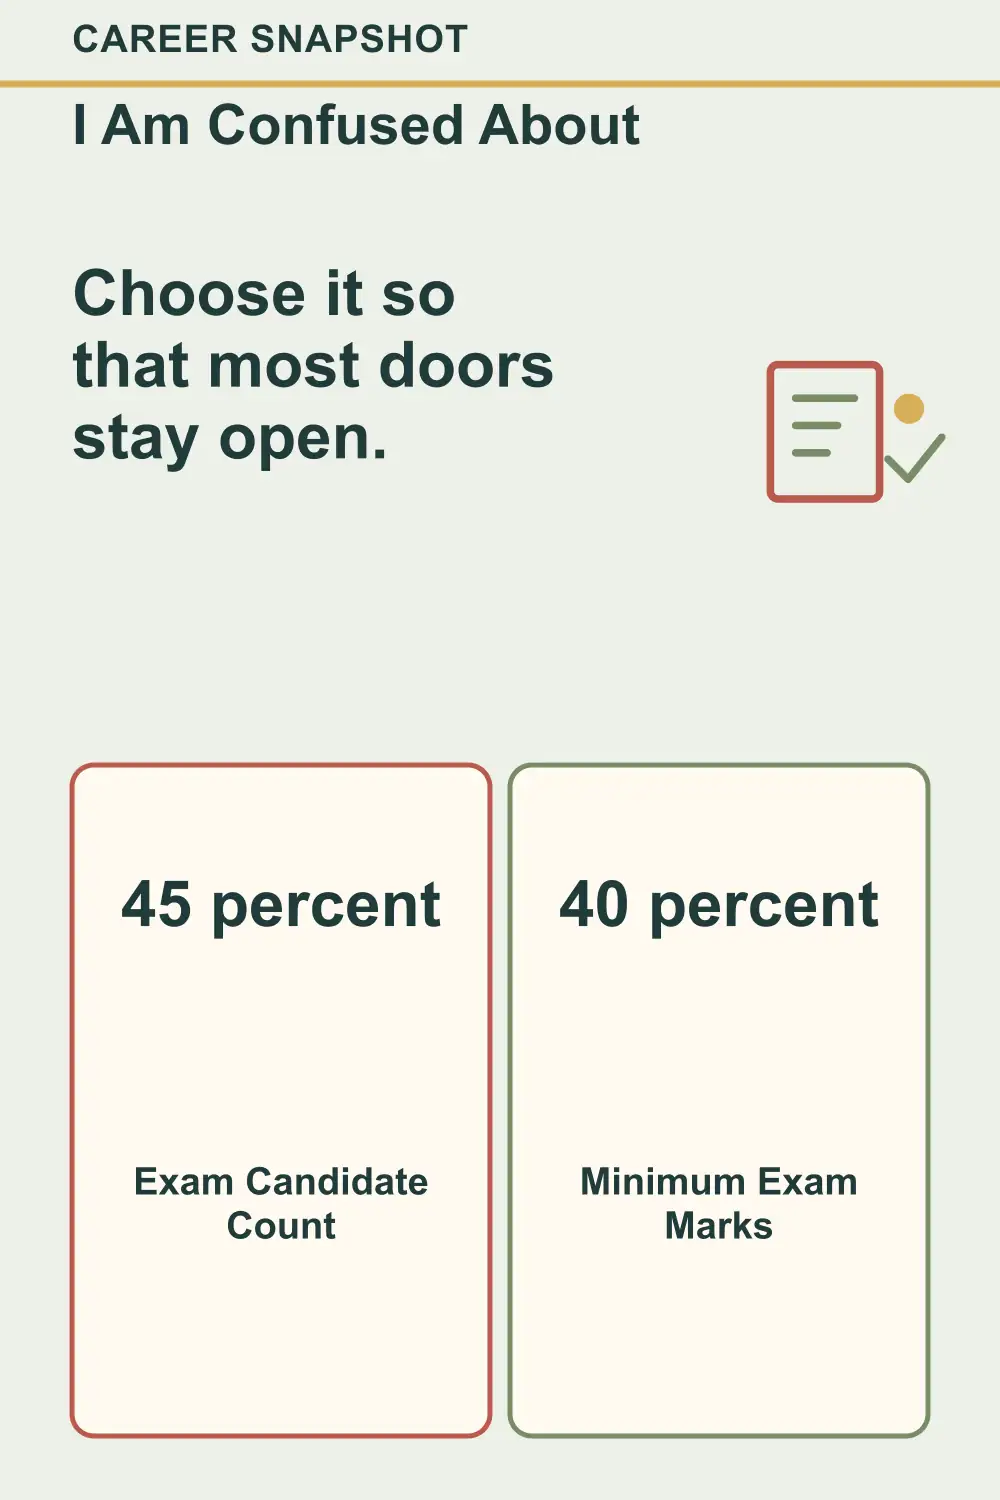 CAREER SNAPSHOT
I Am Confused About
Choose it so
that most doors
stay open.
45 percent
Exam Candidate
Count
40 percent
Minimum Exam
Marks